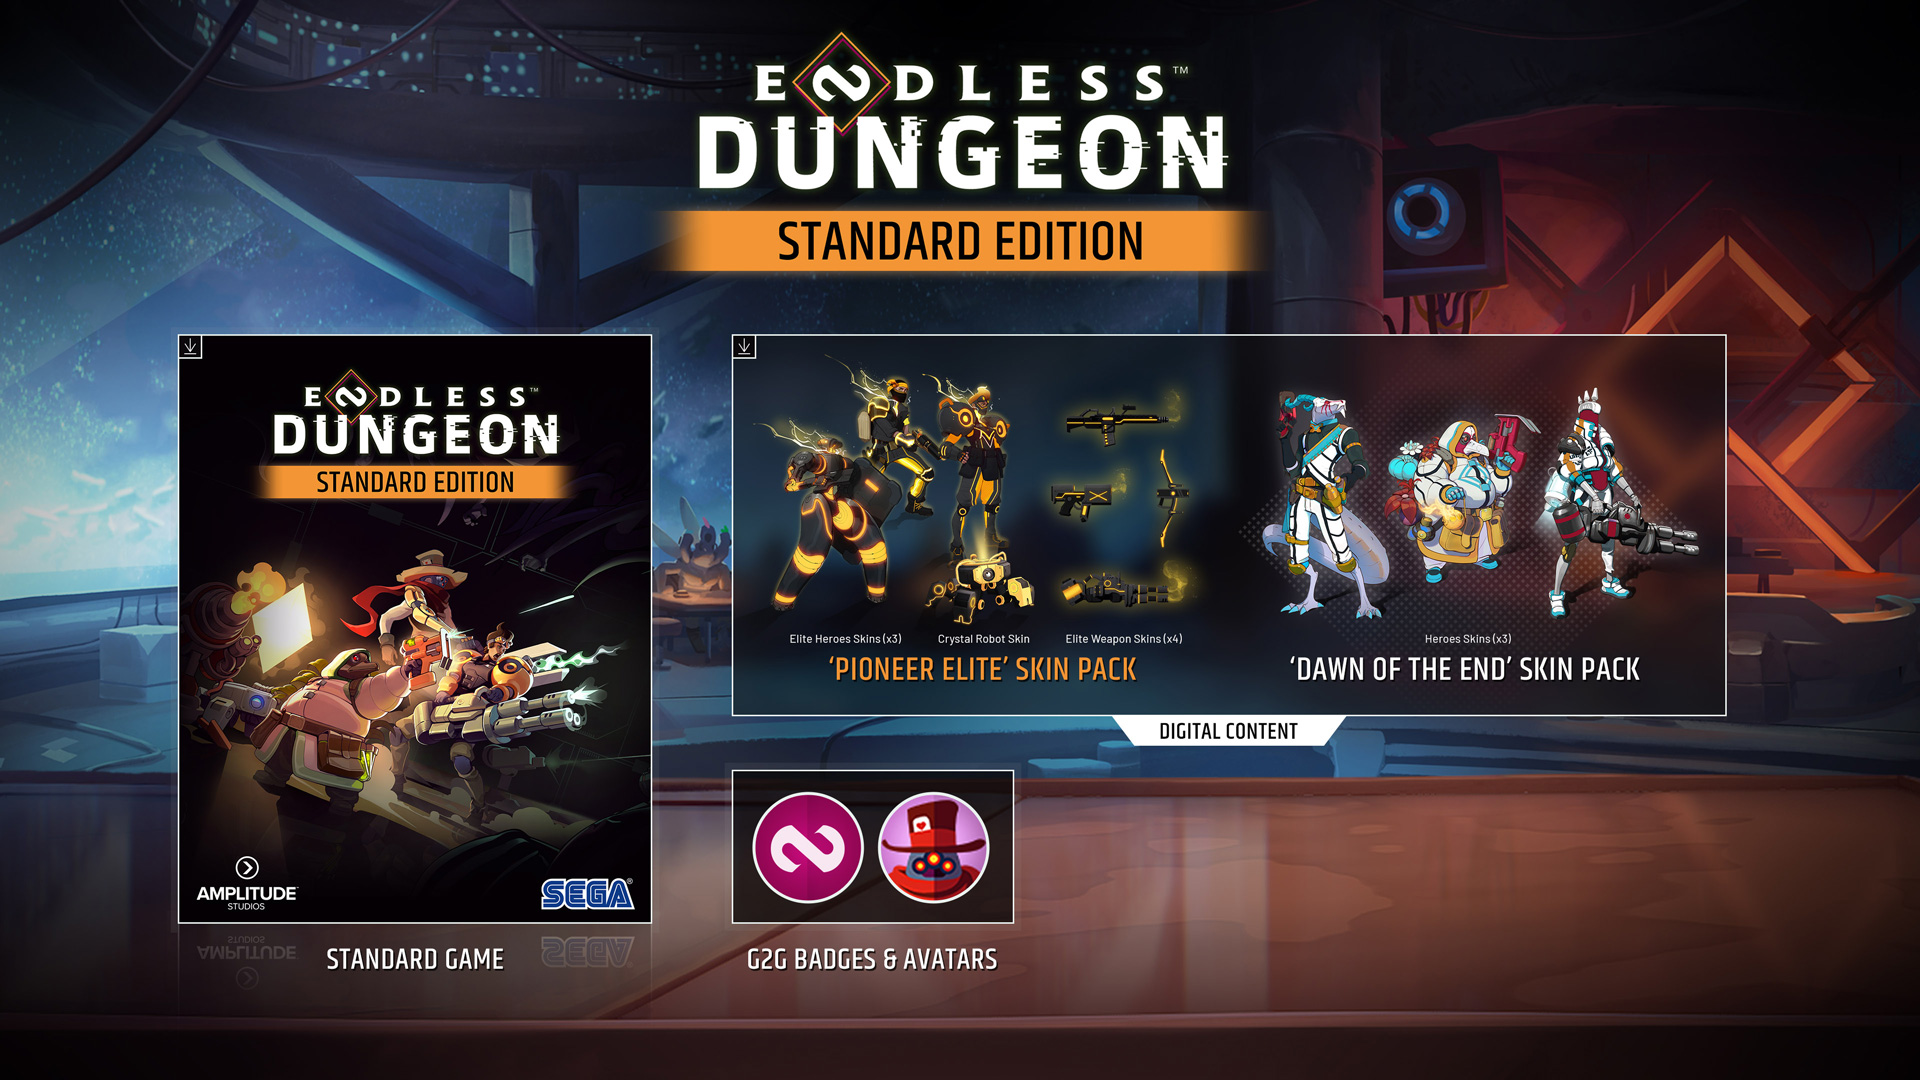 ENDLESS™
DUNGEON
STANDARD EDITION
ENDLESS™
DUNGEON
STANDARD EDITION
AMPLITUDE
STUDIOS
SEGA®
STANDARD GAME
Elite Heroes Skins (x3)
Crystal Robot Skin
Elite Weapon Skins (x4)
‘PIONEER ELITE’ SKIN PACK
Heroes Skins (x3)
‘DAWN OF THE END’ SKIN PACK
DIGITAL CONTENT
G2G BADGES & AVATARS